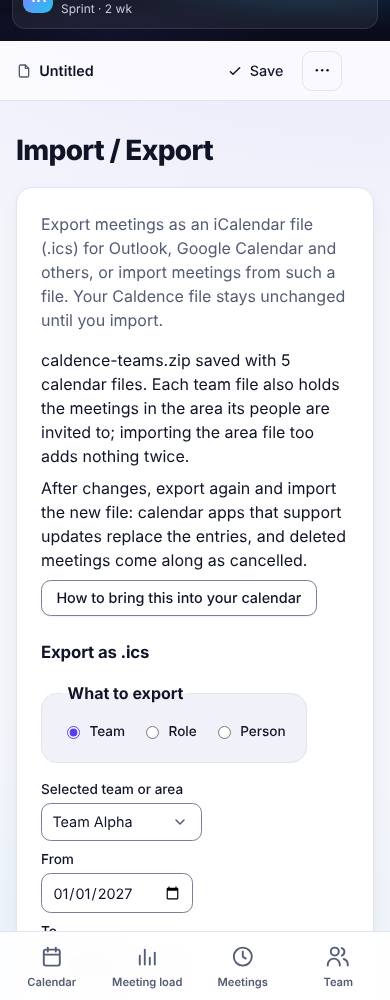 Sprint · 2 wk
Untitled
Save
Import / Export
Export meetings as an iCalendar file
(.ics) for Outlook, Google Calendar and
others, or import meetings from such a
file. Your Caldence file stays unchanged
until you import.
caldence-teams.zip saved with 5
calendar files. Each team file also holds
the meetings in the area its people are
invited to; importing the area file too
adds nothing twice.
After changes, export again and import
the new file: calendar apps that support
updates replace the entries, and deleted
meetings come along as cancelled.
How to bring this into your calendar
Export as .ics
What to export
Team
Role
Person
Selected team or area
Team Alpha
From
01/01/2027
To
Calendar
Meeting load
Meetings
Team